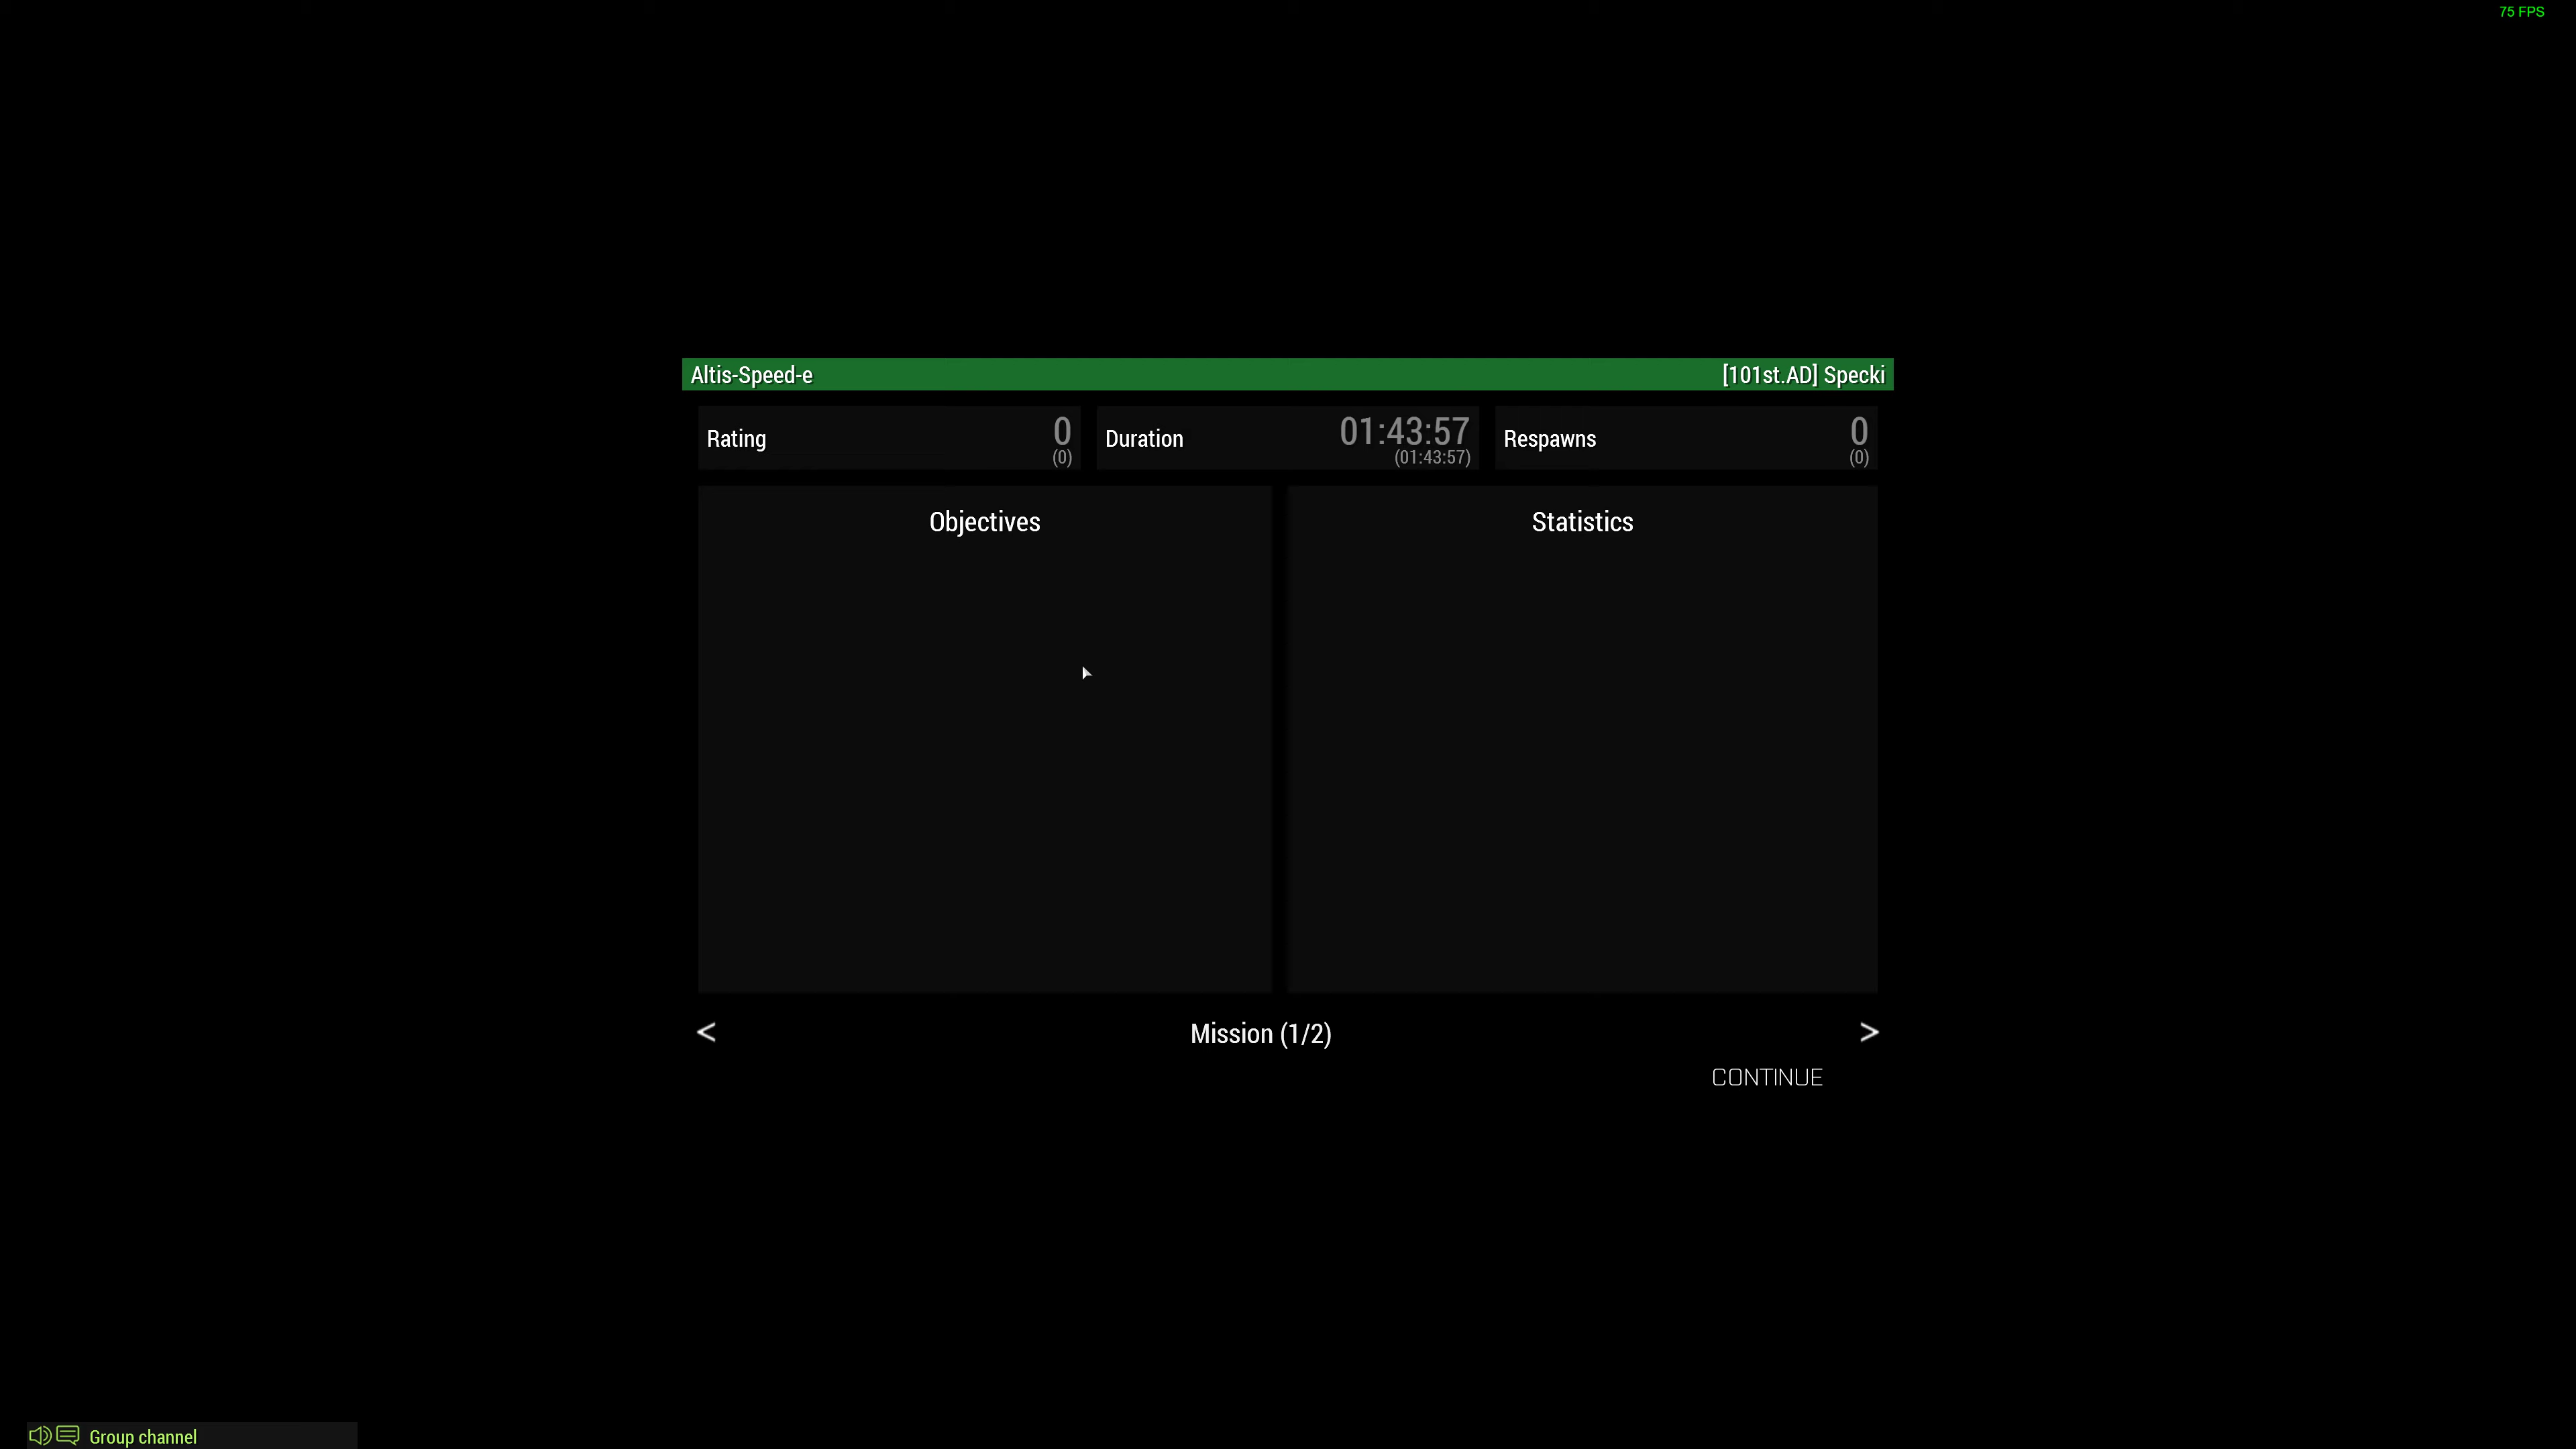 75 FPS
Altis-Speed-e
[101st.AD] Specki
Rating
0
(0)
Duration
01:43:57
(01:43:57)
Respawns
0
(0)
Objectives
Statistics
<
Mission (1/2)
>
CONTINUE
Group channel